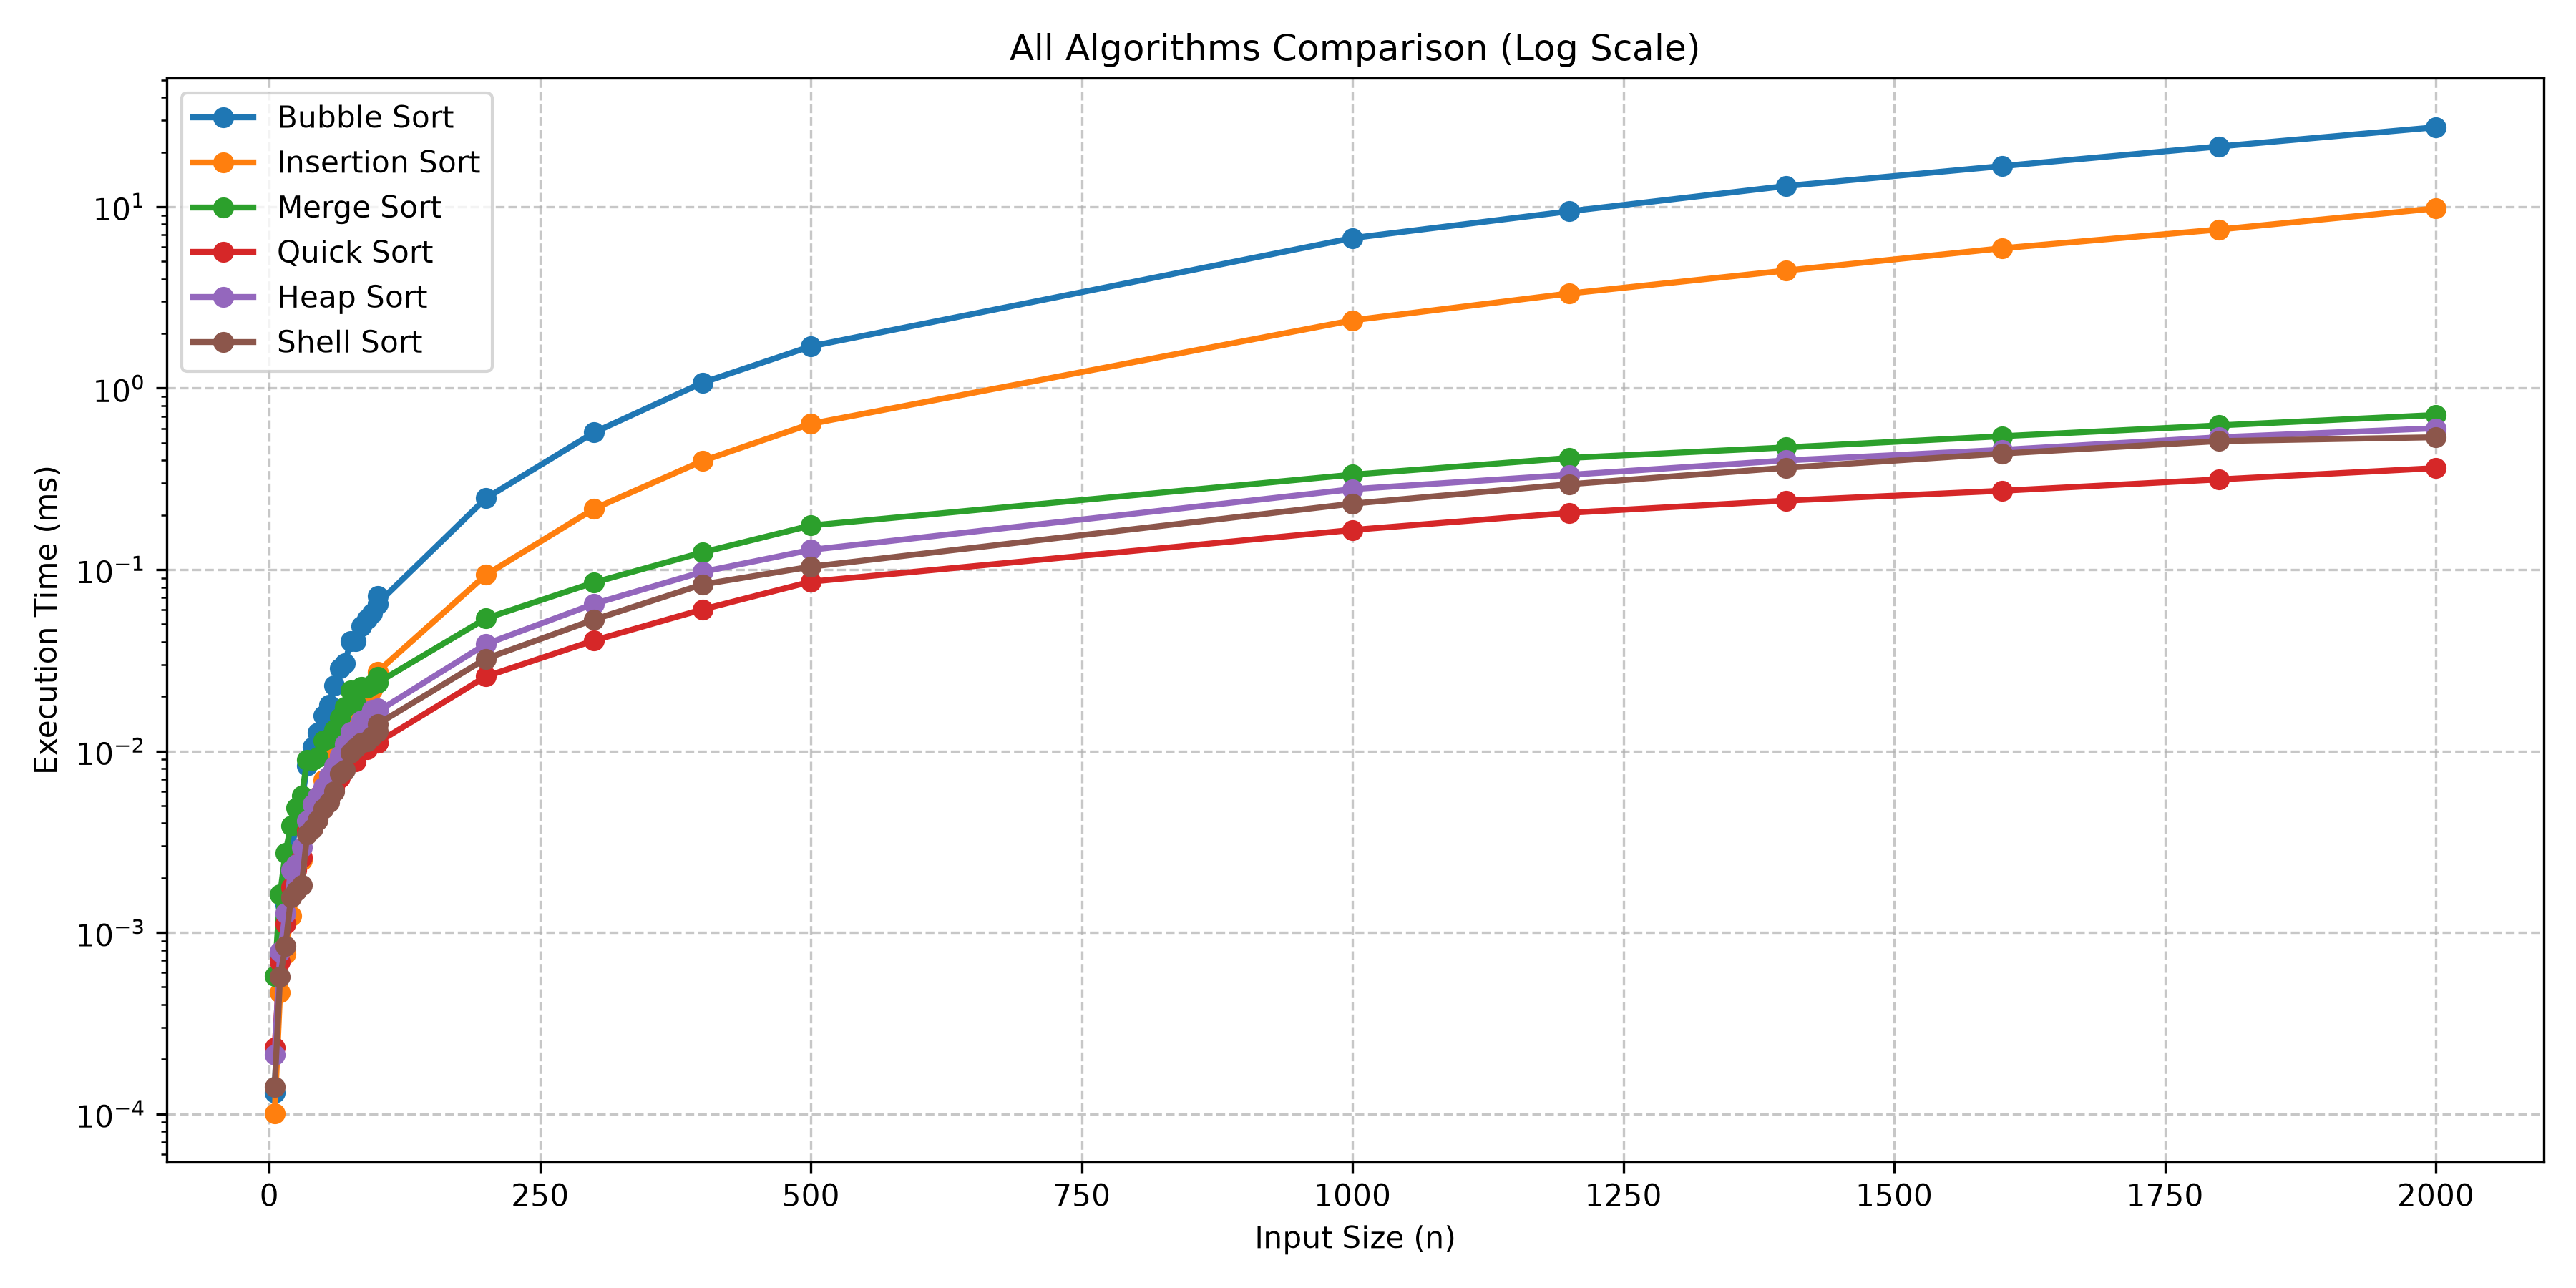 All Algorithms Comparison (Log Scale)
Bubble Sort
Insertion Sort
Merge Sort
Quick Sort
Heap Sort
Shell Sort
Execution Time (ms)
10¹
10⁰
10⁻¹
10⁻²
10⁻³
10⁻⁴
0 250 500 750 1000 1250 1500 1750 2000
Input Size (n)